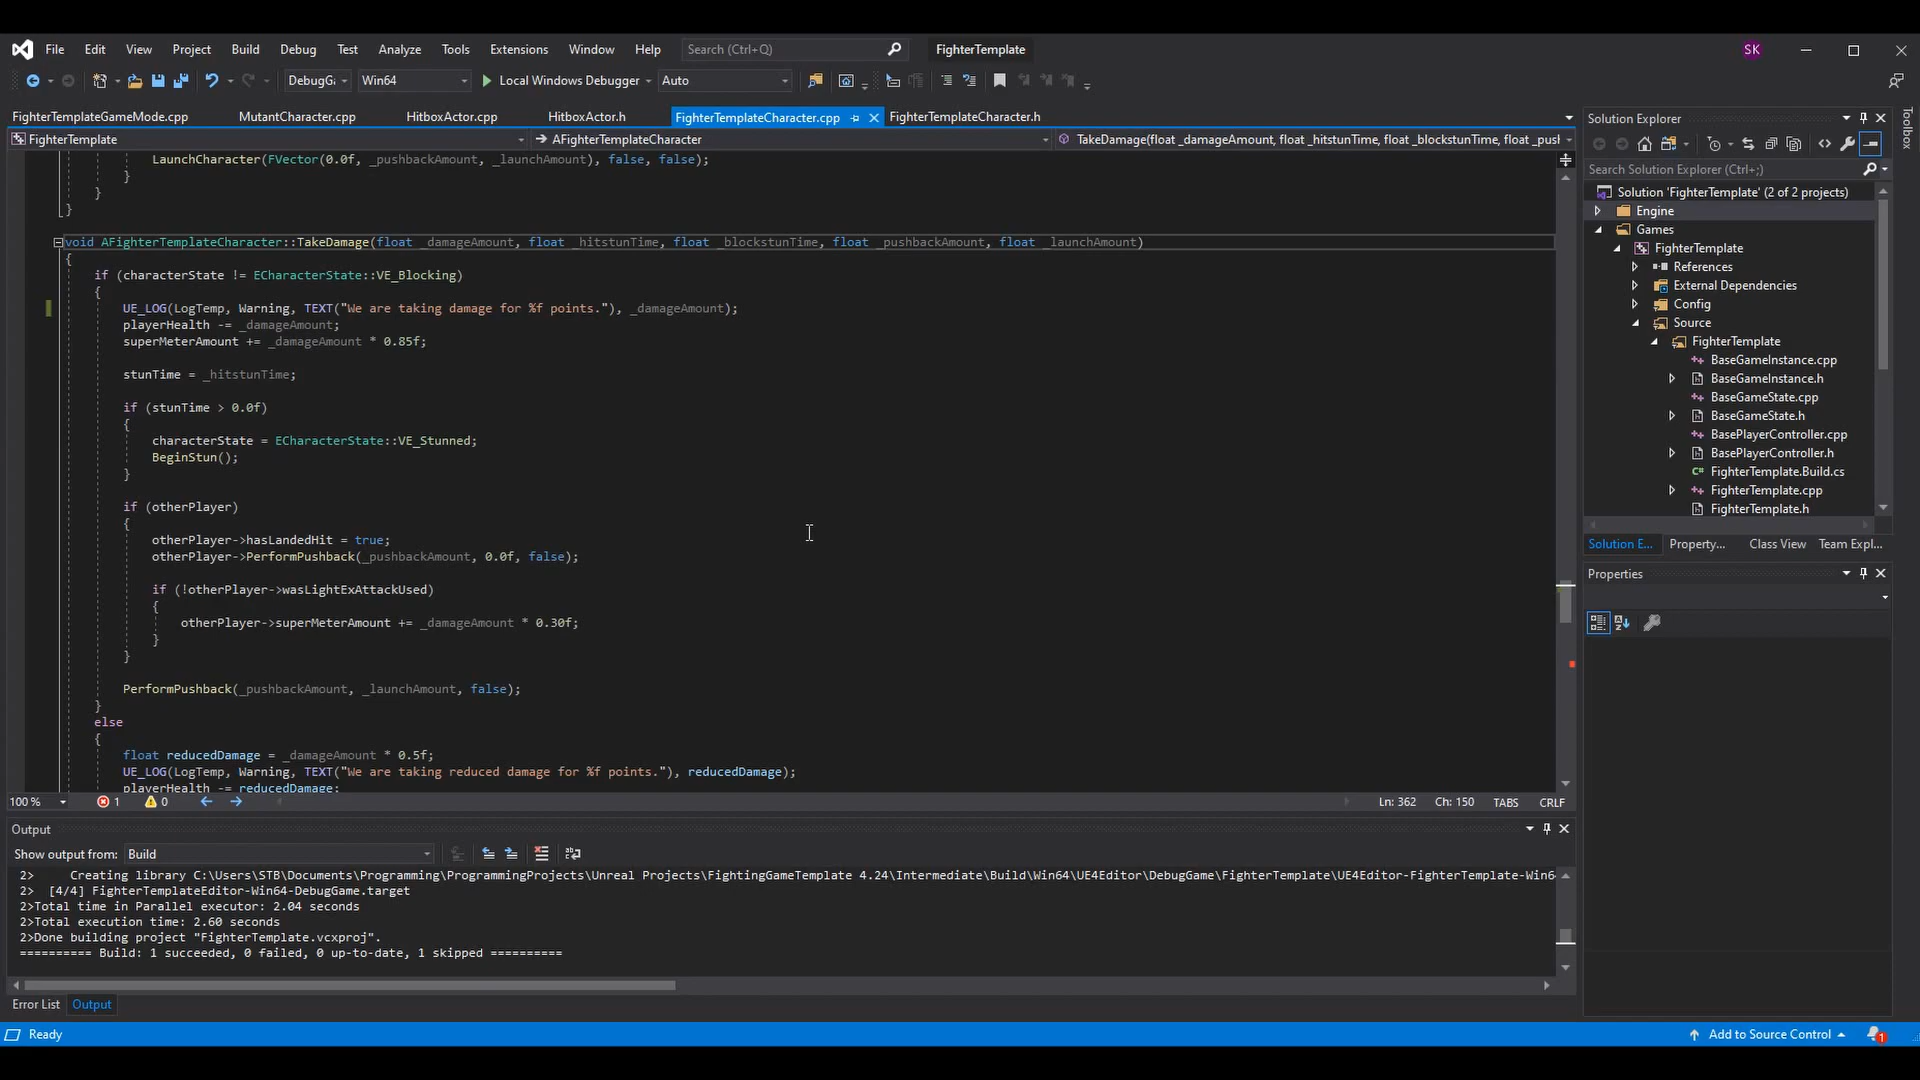 File Edit View Project Build Debug Test Analyze Tools Extensions Window Help Search (Ctrl+Q) FighterTemplate SK
DebugG Win64 Local Windows Debugger Auto
FighterTemplateGameMode.cpp MutantCharacter.cpp HitboxActor.cpp HitboxActor.h FighterTemplateCharacter.cpp FighterTemplateCharacter.h
FighterTemplate AFighterTemplateCharacter TakeDamage(float _damageAmount, float _hitstunTime, float _blockstunTime, float _pusl
LaunchCharacter(FVector(0.0f, _pushbackAmount, _launchAmount), false, false);
}
}
}
void AFighterTemplateCharacter::TakeDamage(float _damageAmount, float _hitstunTime, float _blockstunTime, float _pushbackAmount, float _launchAmount)
{
if (characterState != ECharacterState::VE_Blocking)
{
UE_LOG(LogTemp, Warning, TEXT("We are taking damage for %f points."), _damageAmount);
playerHealth -= _damageAmount;
superMeterAmount += _damageAmount * 0.85f;
stunTime = _hitstunTime;
if (stunTime > 0.0f)
{
characterState = ECharacterState::VE_Stunned;
BeginStun();
}
if (otherPlayer)
{
otherPlayer->hasLandedHit = true;
otherPlayer->PerformPushback(_pushbackAmount, 0.0f, false);
if (!otherPlayer->wasLightExAttackUsed)
{
otherPlayer->superMeterAmount += _damageAmount * 0.30f;
}
}
PerformPushback(_pushbackAmount, _launchAmount, false);
}
else
{
float reducedDamage = _damageAmount * 0.5f;
UE_LOG(LogTemp, Warning, TEXT("We are taking reduced damage for %f points."), reducedDamage);
playerHealth -= reducedDamage;
100 % 1 0 Ln: 362 Ch: 150 TABS CRLF
Output
Show output from: Build
2> Creating library C:\Users\STB\Documents\Programming\ProgrammingProjects\Unreal Projects\FightingGameTemplate 4.24\Intermediate\Build\Win64\UE4Editor\DebugGame\FighterTemplate\UE4Editor-FighterTemplate-Win6
2> [4/4] FighterTemplateEditor-Win64-DebugGame.target
2>Total time in Parallel executor: 2.04 seconds
2>Total execution time: 2.60 seconds
2>Done building project "FighterTemplate.vcxproj".
========== Build: 1 succeeded, 0 failed, 0 up-to-date, 1 skipped ==========
Error List Output
Ready Add to Source Control 1
Solution Explorer
Search Solution Explorer (Ctrl+;)
Solution 'FighterTemplate' (2 of 2 projects)
Engine
Games
FighterTemplate
References
External Dependencies
Config
Source
FighterTemplate
BaseGameInstance.cpp
BaseGameInstance.h
BaseGameState.cpp
BaseGameState.h
BasePlayerController.cpp
BasePlayerController.h
FighterTemplate.Build.cs
FighterTemplate.cpp
FighterTemplate.h
Solution E... Property... Class View Team Expl...
Properties
Toolbox